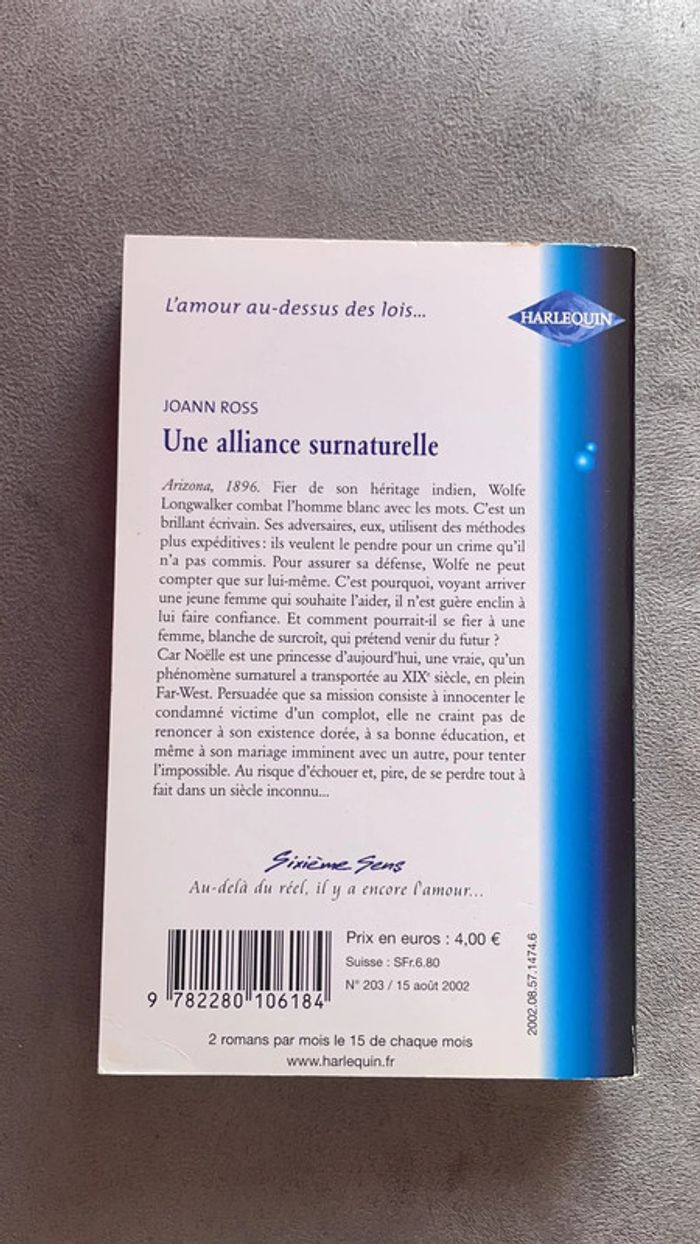 L'amour au-dessus des lois...
HARLEQUIN
JOANN ROSS
Une alliance surnaturelle
Arizona, 1896. Fier de son héritage indien, Wolfe
Longwalker combat l'homme blanc avec les mots. C'est un
brillant écrivain. Ses adversaires, eux, utilisent des méthodes
plus expéditives : ils veulent le pendre pour un crime qu'il
n'a pas commis. Pour assurer sa défense, Wolfe ne peut
compter que sur lui-même. C'est pourquoi, voyant arriver
une jeune femme qui souhaite l'aider, il n'est guère enclin à
lui faire confiance. Et comment pourrait-il se fier à une
femme, blanche de surcroît, qui prétend venir du futur ?
Car Noëlle est une princesse d'aujourd'hui, une vraie, qu'un
phénomène surnaturel a transportée au XIXe siècle, en plein
Far-West. Persuadée que sa mission consiste à innocenter le
condamné victime d'un complot, elle ne craint pas de
renoncer à son existence dorée, à sa bonne éducation, et
même à son mariage imminent avec un autre, pour tenter
l'impossible. Au risque d'échouer et, pire, de se perdre tout à
fait dans un siècle inconnu...
Sixième Sens
Au-delà du réel, il y a encore l'amour...
Prix en euros : 4,00 €
Suisse : SFr.6.80
N° 203 / 15 août 2002
9 782280 106184
2002.08.57.1474.6
2 romans par mois le 15 de chaque mois
www.harlequin.fr